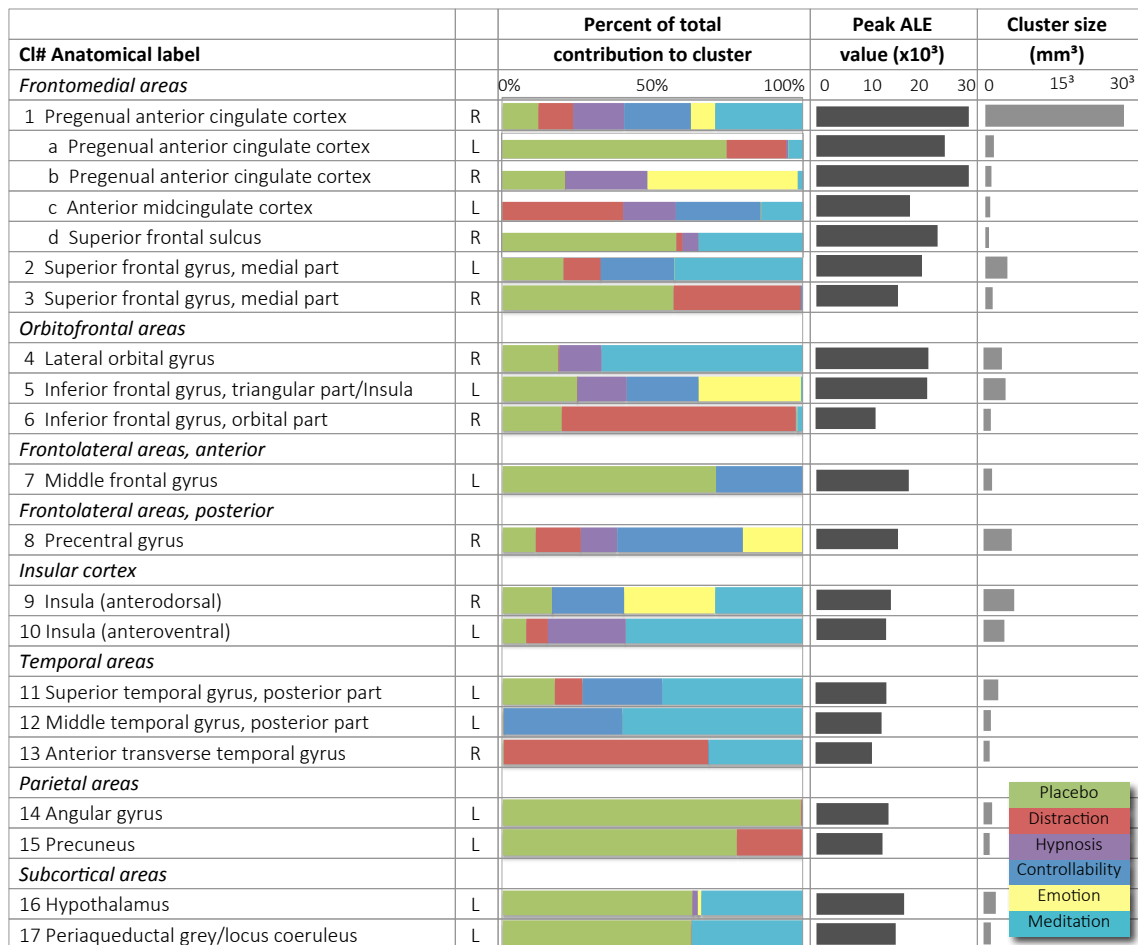 Percent of total Peak ALE Cluster size
Cl# Anatomical label contribution to cluster value (x10³) (mm³)
Frontomedial areas 0% 50% 100% 0 10 20 30 0 15³ 30³
1 Pregenual anterior cingulate cortex R
a Pregenual anterior cingulate cortex L
b Pregenual anterior cingulate cortex R
c Anterior midcingulate cortex L
d Superior frontal sulcus R
2 Superior frontal gyrus, medial part L
3 Superior frontal gyrus, medial part R
Orbitofrontal areas
4 Lateral orbital gyrus R
5 Inferior frontal gyrus, triangular part/Insula L
6 Inferior frontal gyrus, orbital part R
Frontolateral areas, anterior
7 Middle frontal gyrus L
Frontolateral areas, posterior
8 Precentral gyrus R
Insular cortex
9 Insula (anterodorsal) R
10 Insula (anteroventral) L
Temporal areas
11 Superior temporal gyrus, posterior part L
12 Middle temporal gyrus, posterior part L
13 Anterior transverse temporal gyrus R
Parietal areas
14 Angular gyrus L
15 Precuneus L
Subcortical areas
16 Hypothalamus L
17 Periaqueductal grey/locus coeruleus L
Placebo
Distraction
Hypnosis
Controllability
Emotion
Meditation